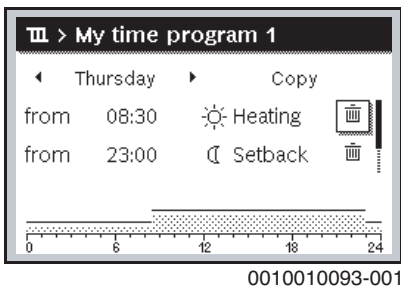 > My time program 1
Thursday Copy
from 08:30 Heating
from 23:00 Setback
0 6 12 18 24
0010010093-001